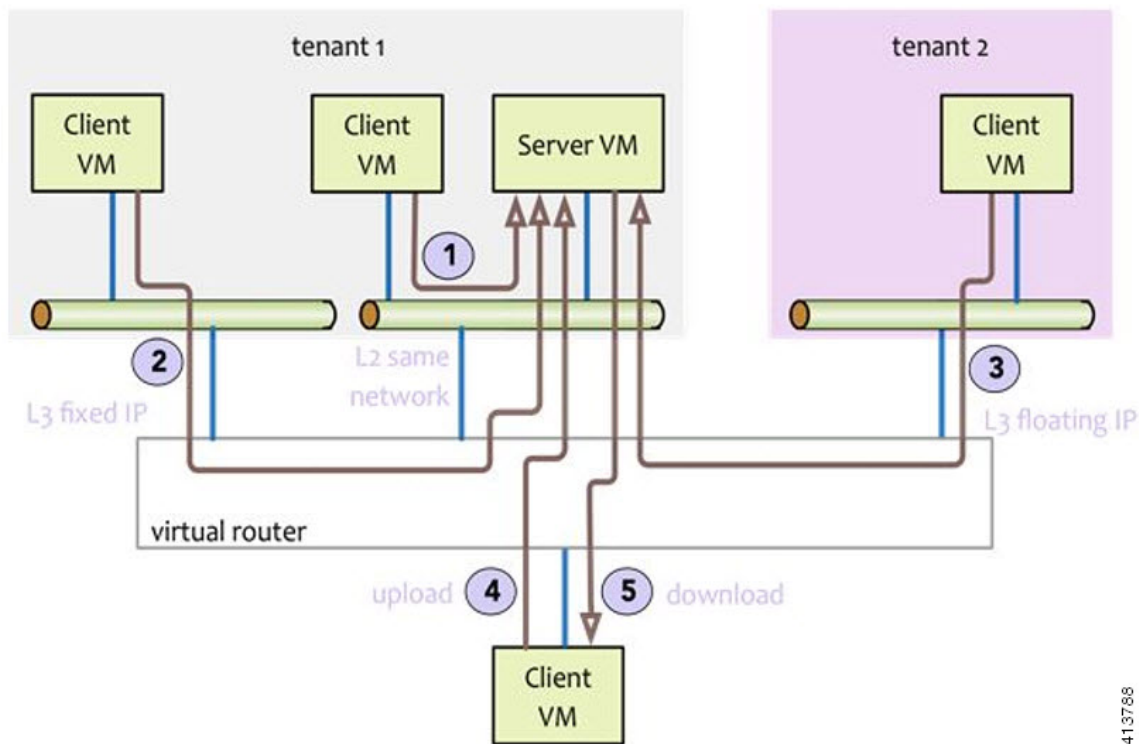 tenant 1
tenant 2
Client
VM
Client
VM
Server VM
Client
VM
1
2
L3 fixed IP
L2 same
network
3
L3 floating IP
virtual router
upload
4
5
download
Client
VM
413788